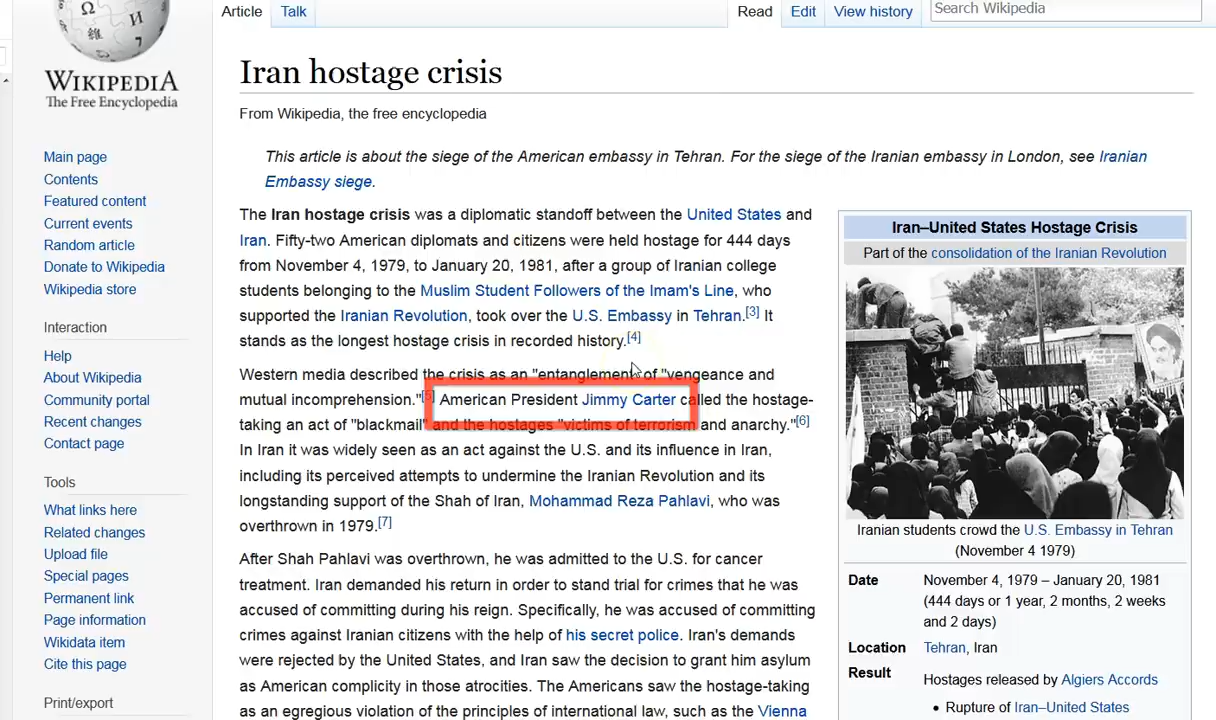 Article
Talk
Read
Edit
View history
Search Wikipedia
Ω
И
WIKIPEDIA
The Free Encyclopedia
Main page
Contents
Featured content
Current events
Random article
Donate to Wikipedia
Wikipedia store
Interaction
Help
About Wikipedia
Community portal
Recent changes
Contact page
Tools
What links here
Related changes
Upload file
Special pages
Permanent link
Page information
Wikidata item
Cite this page
Print/export
Iran hostage crisis
From Wikipedia, the free encyclopedia
This article is about the siege of the American embassy in Tehran. For the siege of the Iranian embassy in London, see Iranian
Embassy siege.
The Iran hostage crisis was a diplomatic standoff between the United States and
Iran. Fifty-two American diplomats and citizens were held hostage for 444 days
from November 4, 1979, to January 20, 1981, after a group of Iranian college
students belonging to the Muslim Student Followers of the Imam's Line, who
supported the Iranian Revolution, took over the U.S. Embassy in Tehran.[3] It
stands as the longest hostage crisis in recorded history.[4]
Western media described the crisis as an "entanglement" of "vengeance and
mutual incomprehension."[5] American President Jimmy Carter called the hostage-
taking an act of "blackmail" and the hostages "victims of terrorism and anarchy."[6]
In Iran it was widely seen as an act against the U.S. and its influence in Iran,
including its perceived attempts to undermine the Iranian Revolution and its
longstanding support of the Shah of Iran, Mohammad Reza Pahlavi, who was
overthrown in 1979.[7]
After Shah Pahlavi was overthrown, he was admitted to the U.S. for cancer
treatment. Iran demanded his return in order to stand trial for crimes that he was
accused of committing during his reign. Specifically, he was accused of committing
crimes against Iranian citizens with the help of his secret police. Iran's demands
were rejected by the United States, and Iran saw the decision to grant him asylum
as American complicity in those atrocities. The Americans saw the hostage-taking
as an egregious violation of the principles of international law, such as the Vienna
Iran–United States Hostage Crisis
Part of the consolidation of the Iranian Revolution
Iranian students crowd the U.S. Embassy in Tehran
(November 4 1979)
Date November 4, 1979 – January 20, 1981
(444 days or 1 year, 2 months, 2 weeks
and 2 days)
Location Tehran, Iran
Result Hostages released by Algiers Accords
• Rupture of Iran–United States